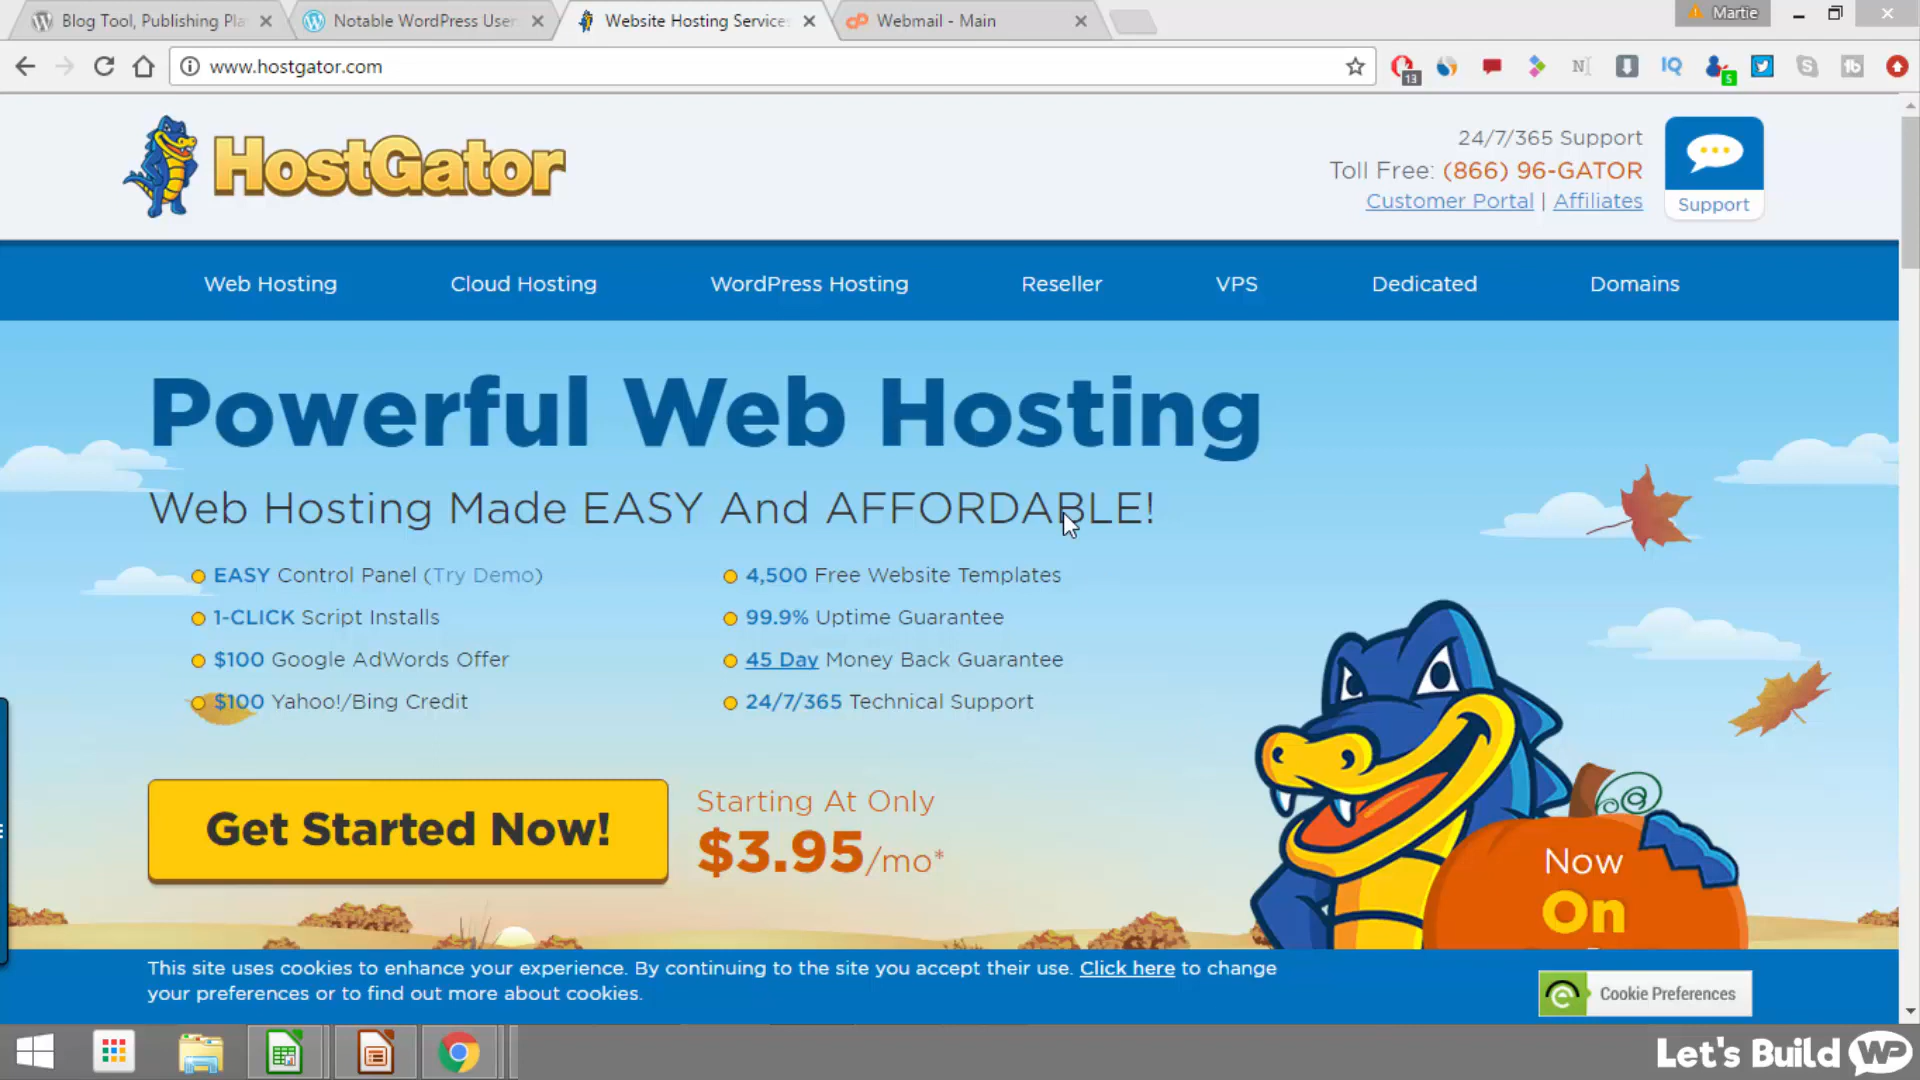 Blog Tool, Publishing Pla
Notable WordPress User
Website Hosting Services
Webmail - Main
Martie
www.hostgator.com
13
IQ
5
HostGator
24/7/365 Support
Toll Free: (866) 96-GATOR
Customer Portal | Affiliates
Support
Web Hosting
Cloud Hosting
WordPress Hosting
Reseller
VPS
Dedicated
Domains
Powerful Web Hosting
Web Hosting Made EASY And AFFORDABLE!
EASY Control Panel (Try Demo)
4,500 Free Website Templates
1-CLICK Script Installs
99.9% Uptime Guarantee
$100 Google AdWords Offer
45 Day Money Back Guarantee
$100 Yahoo!/Bing Credit
24/7/365 Technical Support
Get Started Now!
Starting At Only
$3.95/mo*
Now
On
This site uses cookies to enhance your experience. By continuing to the site you accept their use. Click here to change
your preferences or to find out more about cookies.
Cookie Preferences
Let's Build WP